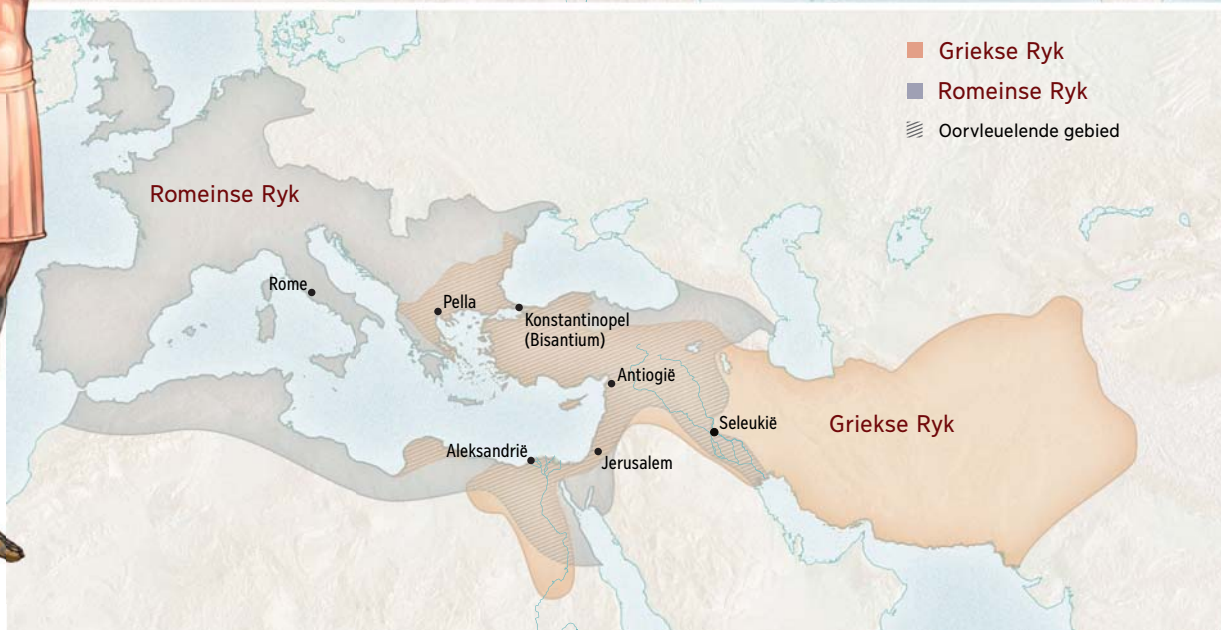 Griekse Ryk
Romeinse Ryk
Oorvleuelende gebied
Romeinse Ryk
Rome
Pella
Konstantinopel
(Bisantium)
Antiogië
Seleukië
Griekse Ryk
Aleksandrië
Jerusalem